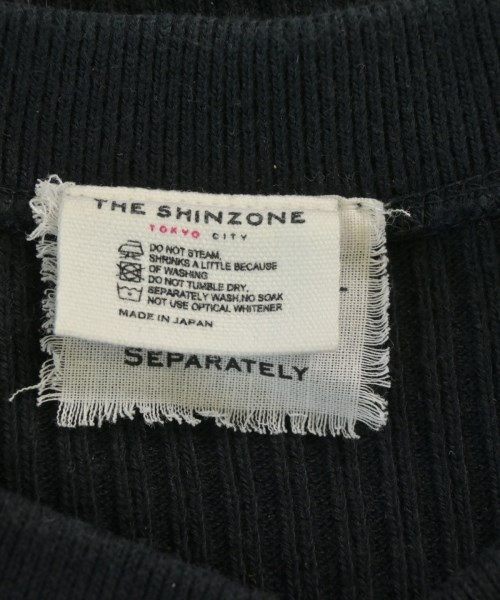 THE SHINZONE
TOKYO CITY
DO NOT STEAM.
SHRINKS A LITTLE BECAUSE
OF WASHING
DO NOT TUMBLE DRY.
SEPARATELY WASH.NO SOAK
NOT USE OPTICAL WHITENER
MADE IN JAPAN
SEPARATELY